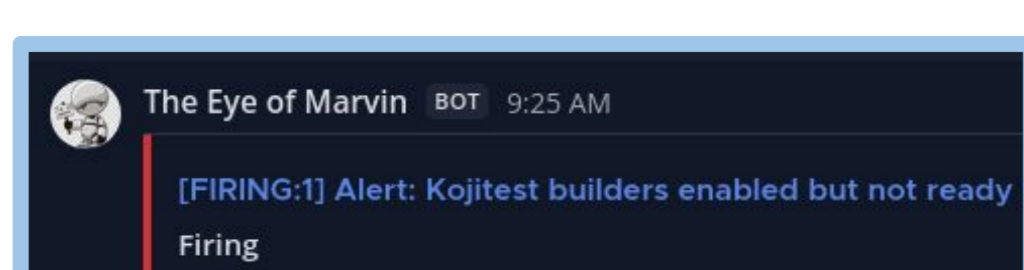 The Eye of Marvin BOT 9:25 AM
[FIRING:1] Alert: Kojitest builders enabled but not ready
Firing